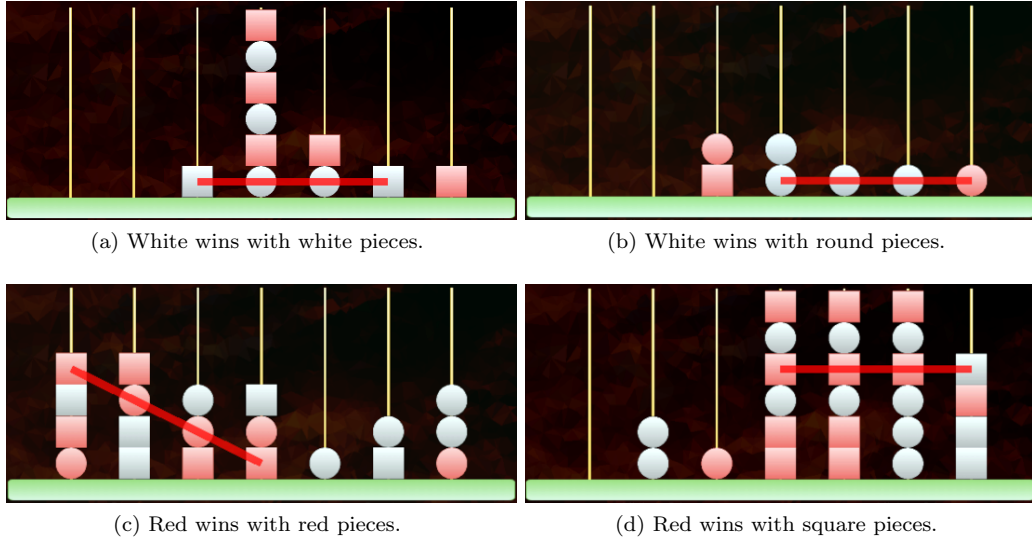 (a) White wins with white pieces.
(b) White wins with round pieces.
(c) Red wins with red pieces.
(d) Red wins with square pieces.